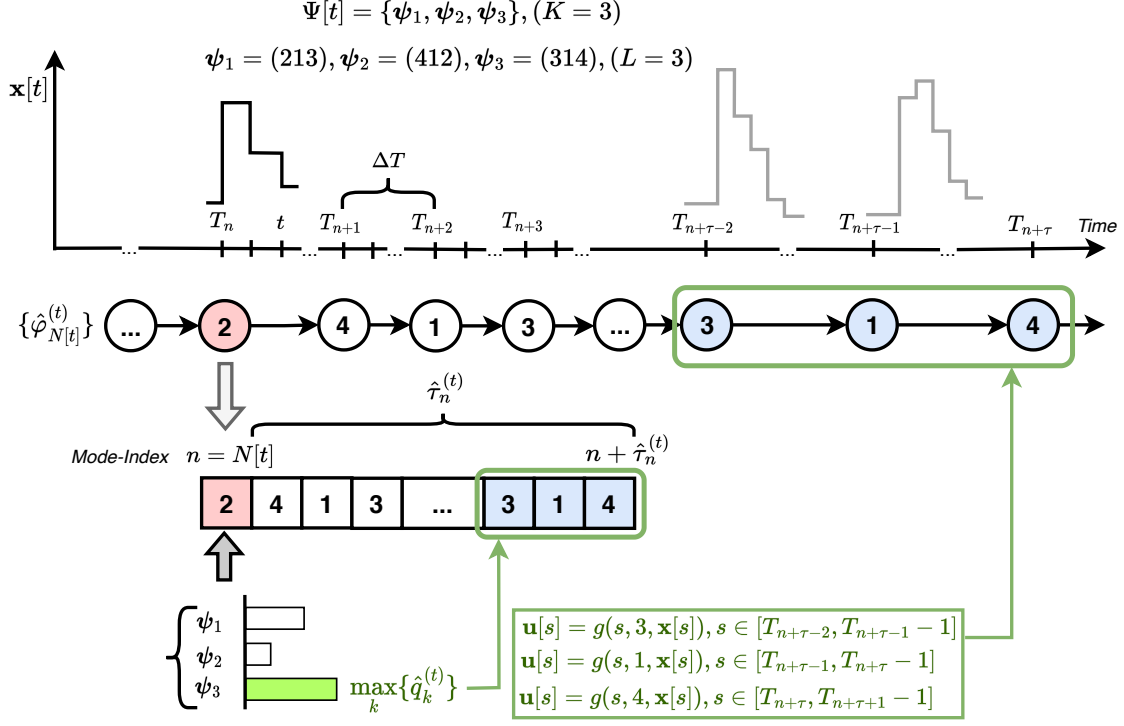 Ψ[t] = {ψ₁, ψ₂, ψ₃}, (K = 3)
ψ₁ = (213), ψ₂ = (412), ψ₃ = (314), (L = 3)
x[t]
ΔT
Tₙ t Tₙ₊₁ Tₙ₊₂ Tₙ₊₃ Tₙ₊τ₋₂ Tₙ₊τ₋₁ Tₙ₊τ Time
... ... ... ... ... ...
{φ̂_{N[t]}^{(t)}} ... 2 4 1 3 ... 3 1 4
τ̂ₙ^{(t)}
Mode-Index n = N[t] n + τ̂ₙ^{(t)}
2 4 1 3 ... 3 1 4
ψ₁
ψ₂
ψ₃ max_k{q̂_k^{(t)}}
u[s] = g(s, 3, x[s]), s ∈ [Tₙ₊τ₋₂, Tₙ₊τ₋₁ − 1]
u[s] = g(s, 1, x[s]), s ∈ [Tₙ₊τ₋₁, Tₙ₊τ − 1]
u[s] = g(s, 4, x[s]), s ∈ [Tₙ₊τ, Tₙ₊τ₊₁ − 1]